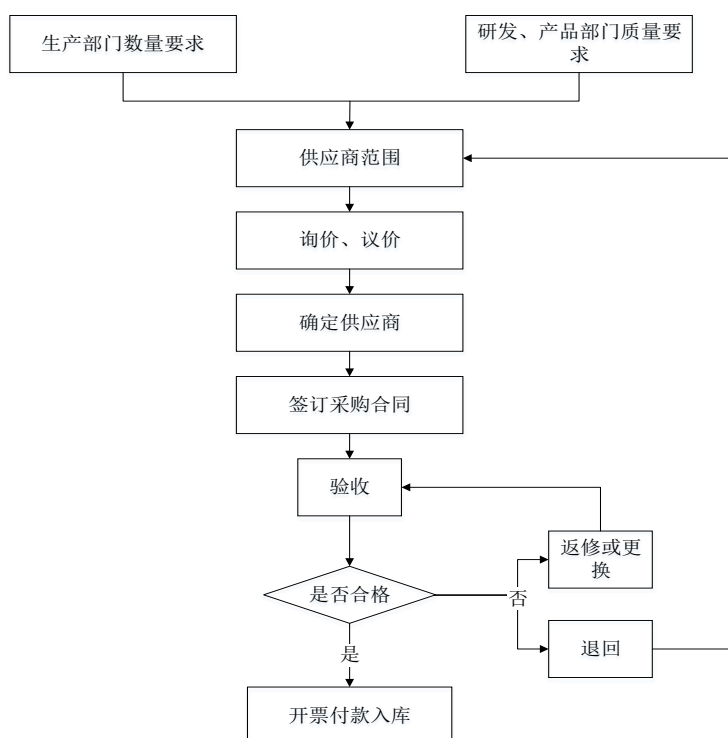 生产部门数量要求
研发、产品部门质量要
求
供应商范围
询价、议价
确定供应商
签订采购合同
验收
返修或更
换
是否合格
否
退回
是
开票付款入库